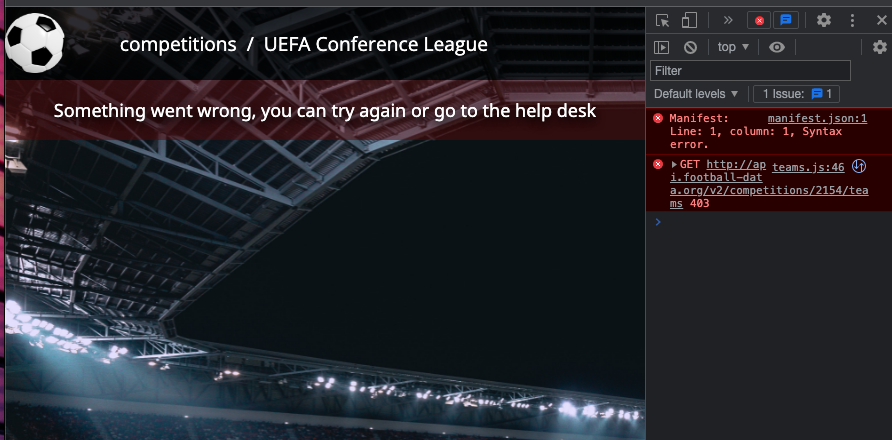 competitions / UEFA Conference League
Something went wrong, you can try again or go to the help desk
top
Filter
Default levels
1 Issue: 1
Manifest: manifest.json:1
Line: 1, column: 1, Syntax
error.
GET http://ap teams.js:46
i.football-dat
a.org/v2/competitions/2154/tea
ms 403